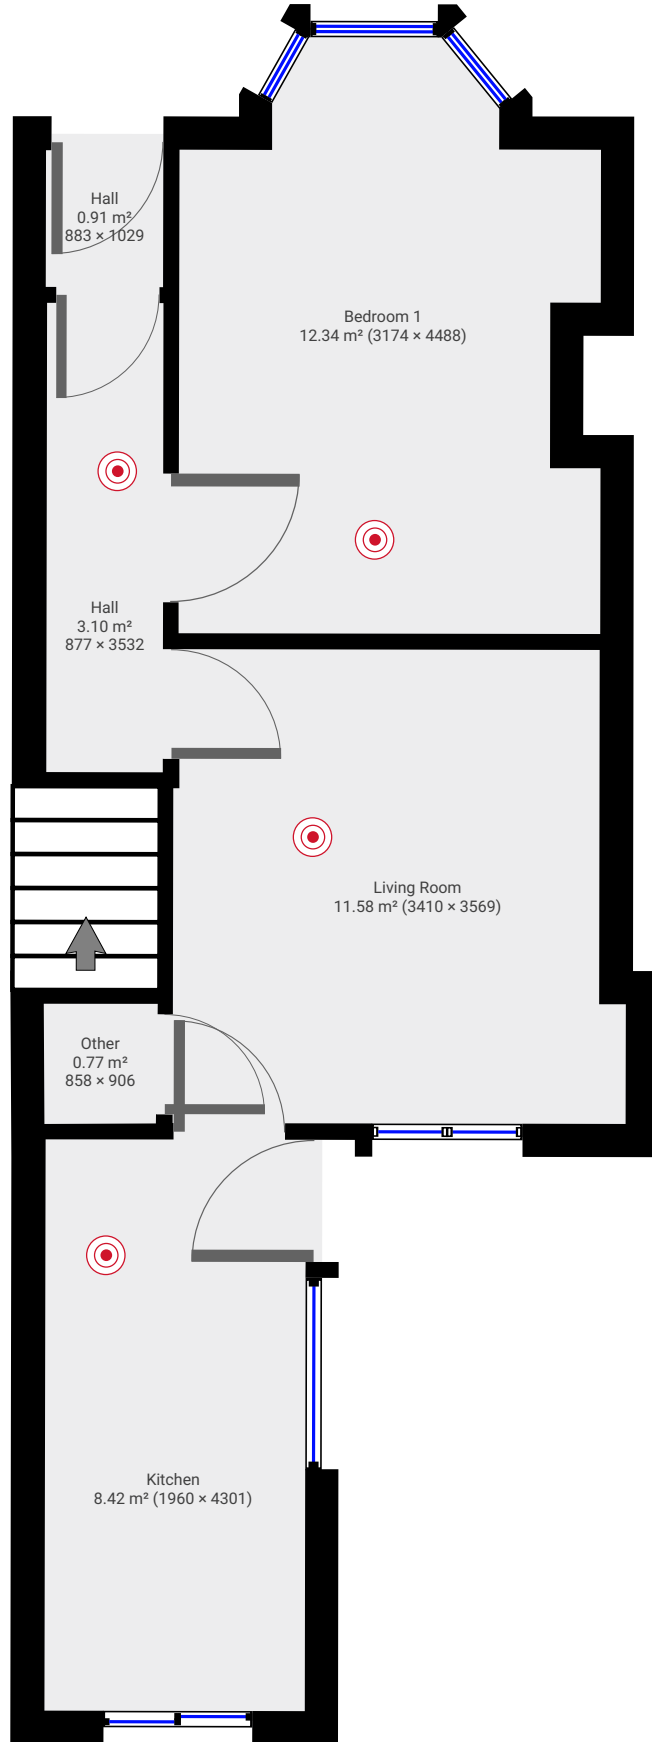 Hall
0.91 m²
883 × 1029
Bedroom 1
12.34 m² (3174 × 4488)
Hall
3.10 m²
877 × 3532
Living Room
11.58 m² (3410 × 3569)
Other
0.77 m²
858 × 906
Kitchen
8.42 m² (1960 × 4301)